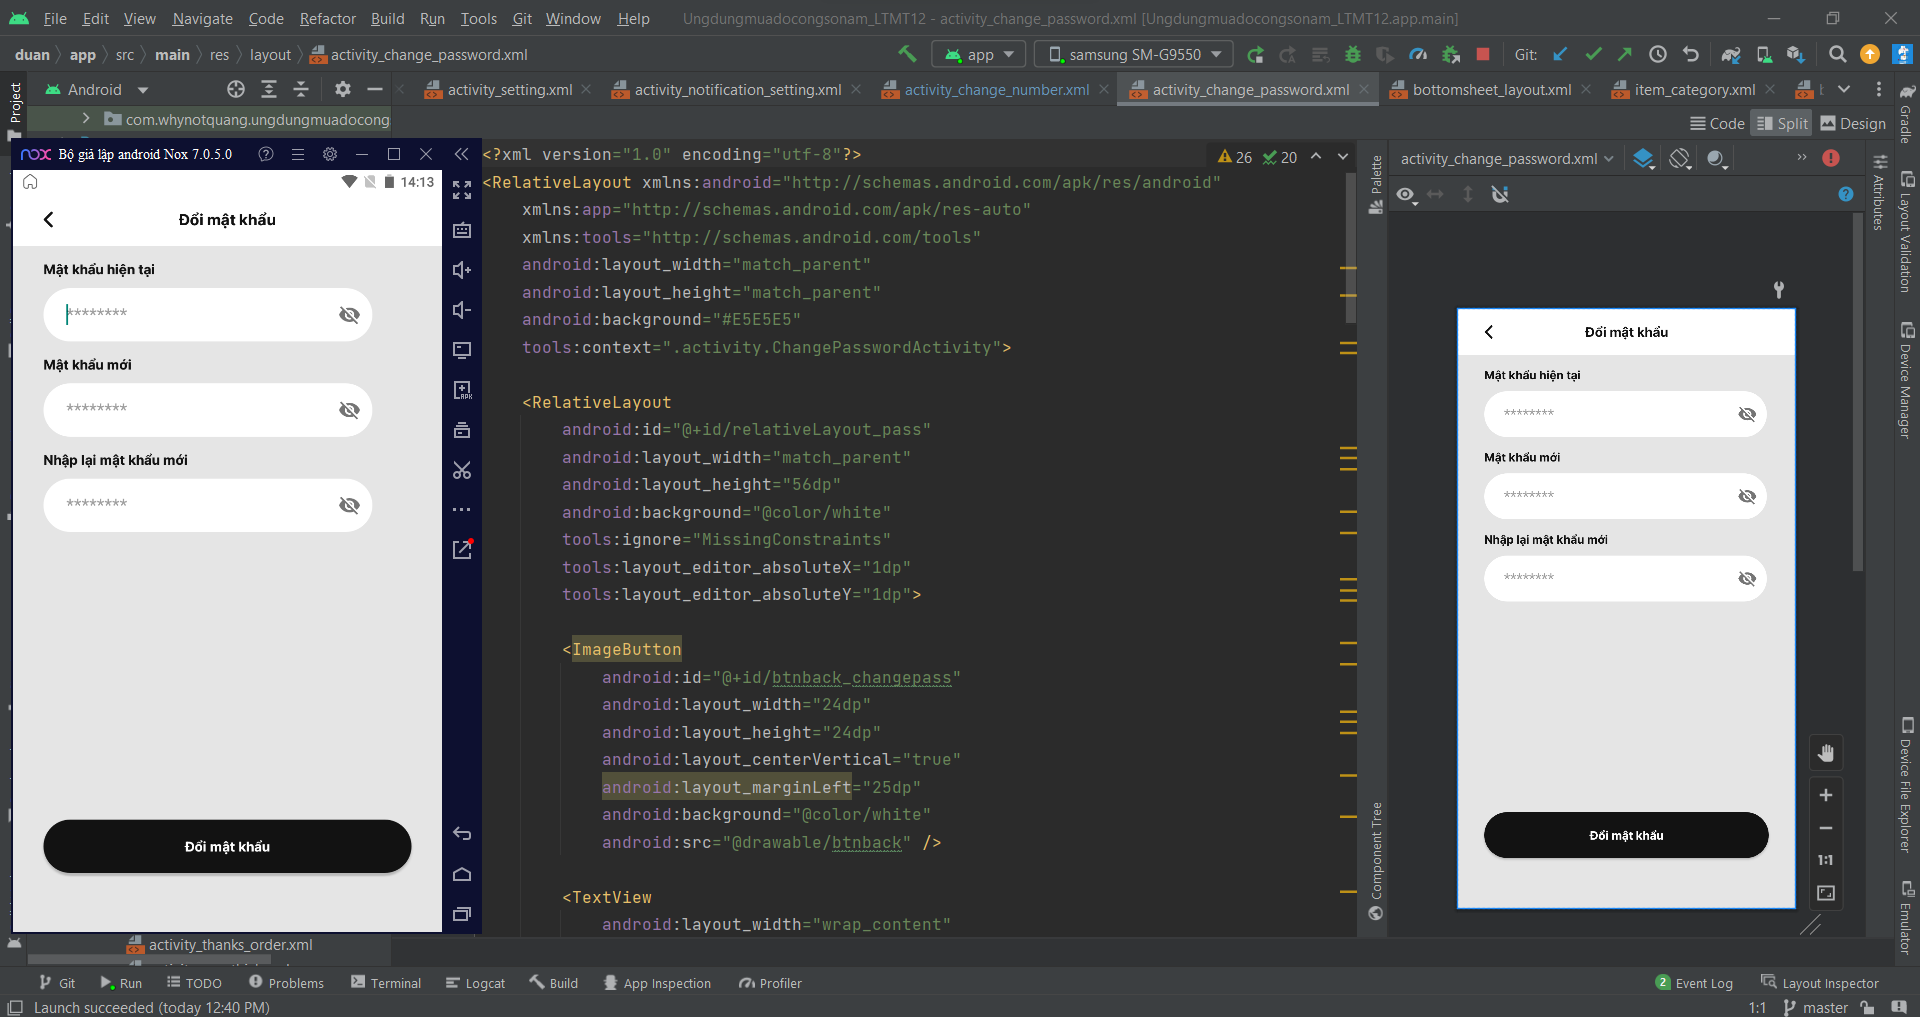 File Edit View Navigate Code Refactor Build Run Tools Git Window Help Ungdungmuadocongsonam_LTMT12 - activity_change_password.xml [Ungdungmuadocongsonam_LTMT12.app.main]
duan app src main res layout activity_change_password.xml app samsung SM-G9550 Git:
Project
Android activity_setting.xml activity_notification_setting.xml activity_change_number.xml activity_change_password.xml bottomsheet_layout.xml item_category.xml
com.whynotquang.ungdungmuadocong
Code Split Design
nox Bộ giả lập android Nox 7.0.5.0
14:13
Đổi mật khẩu
Mật khẩu hiện tại
********
Mật khẩu mới
********
Nhập lại mật khẩu mới
********
Đổi mật khẩu
APK
<?xml version="1.0" encoding="utf-8"?>
<RelativeLayout xmlns:android="http://schemas.android.com/apk/res/android"
xmlns:app="http://schemas.android.com/apk/res-auto"
xmlns:tools="http://schemas.android.com/tools"
android:layout_width="match_parent"
android:layout_height="match_parent"
android:background="#E5E5E5"
tools:context=".activity.ChangePasswordActivity">
<RelativeLayout
android:id="@+id/relativeLayout_pass"
android:layout_width="match_parent"
android:layout_height="56dp"
android:background="@color/white"
tools:ignore="MissingConstraints"
tools:layout_editor_absoluteX="1dp"
tools:layout_editor_absoluteY="1dp">
<ImageButton
android:id="@+id/btnback_changepass"
android:layout_width="24dp"
android:layout_height="24dp"
android:layout_centerVertical="true"
android:layout_marginLeft="25dp"
android:background="@color/white"
android:src="@drawable/btnback" />
<TextView
android:layout_width="wrap_content"
26 20
Palette
Component Tree
activity_change_password.xml
Đổi mật khẩu
Mật khẩu hiện tại
********
Mật khẩu mới
********
Nhập lại mật khẩu mới
********
Đổi mật khẩu
1:1
Attributes
Gradle
Layout Validation
Device Manager
Device File Explorer
Emulator
activity_thanks_order.xml
Git Run TODO Problems Terminal Logcat Build App Inspection Profiler 2 Event Log Layout Inspector
Launch succeeded (today 12:40 PM) 1:1 master